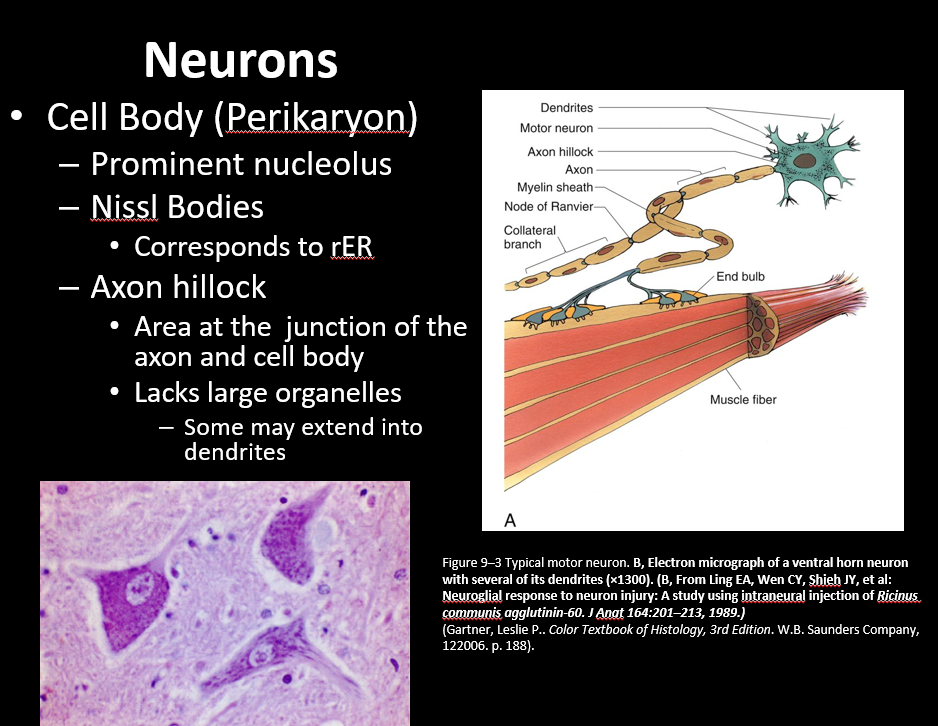 Neurons
• Cell Body (Perikaryon)
– Prominent nucleolus
– Nissl Bodies
• Corresponds to rER
– Axon hillock
• Area at the junction of the
axon and cell body
• Lacks large organelles
– Some may extend into
dendrites
Dendrites
Motor neuron
Axon hillock
Axon
Myelin sheath
Node of Ranvier
Collateral
branch
End bulb
Muscle fiber
A
Figure 9–3 Typical motor neuron. B, Electron micrograph of a ventral horn neuron
with several of its dendrites (×1300). (B, From Ling EA, Wen CY, Shieh JY, et al:
Neuroglial response to neuron injury: A study using intraneural injection of Ricinus
communis agglutinin-60. J Anat 164:201–213, 1989.)
(Gartner, Leslie P.. Color Textbook of Histology, 3rd Edition. W.B. Saunders Company,
122006. p. 188).